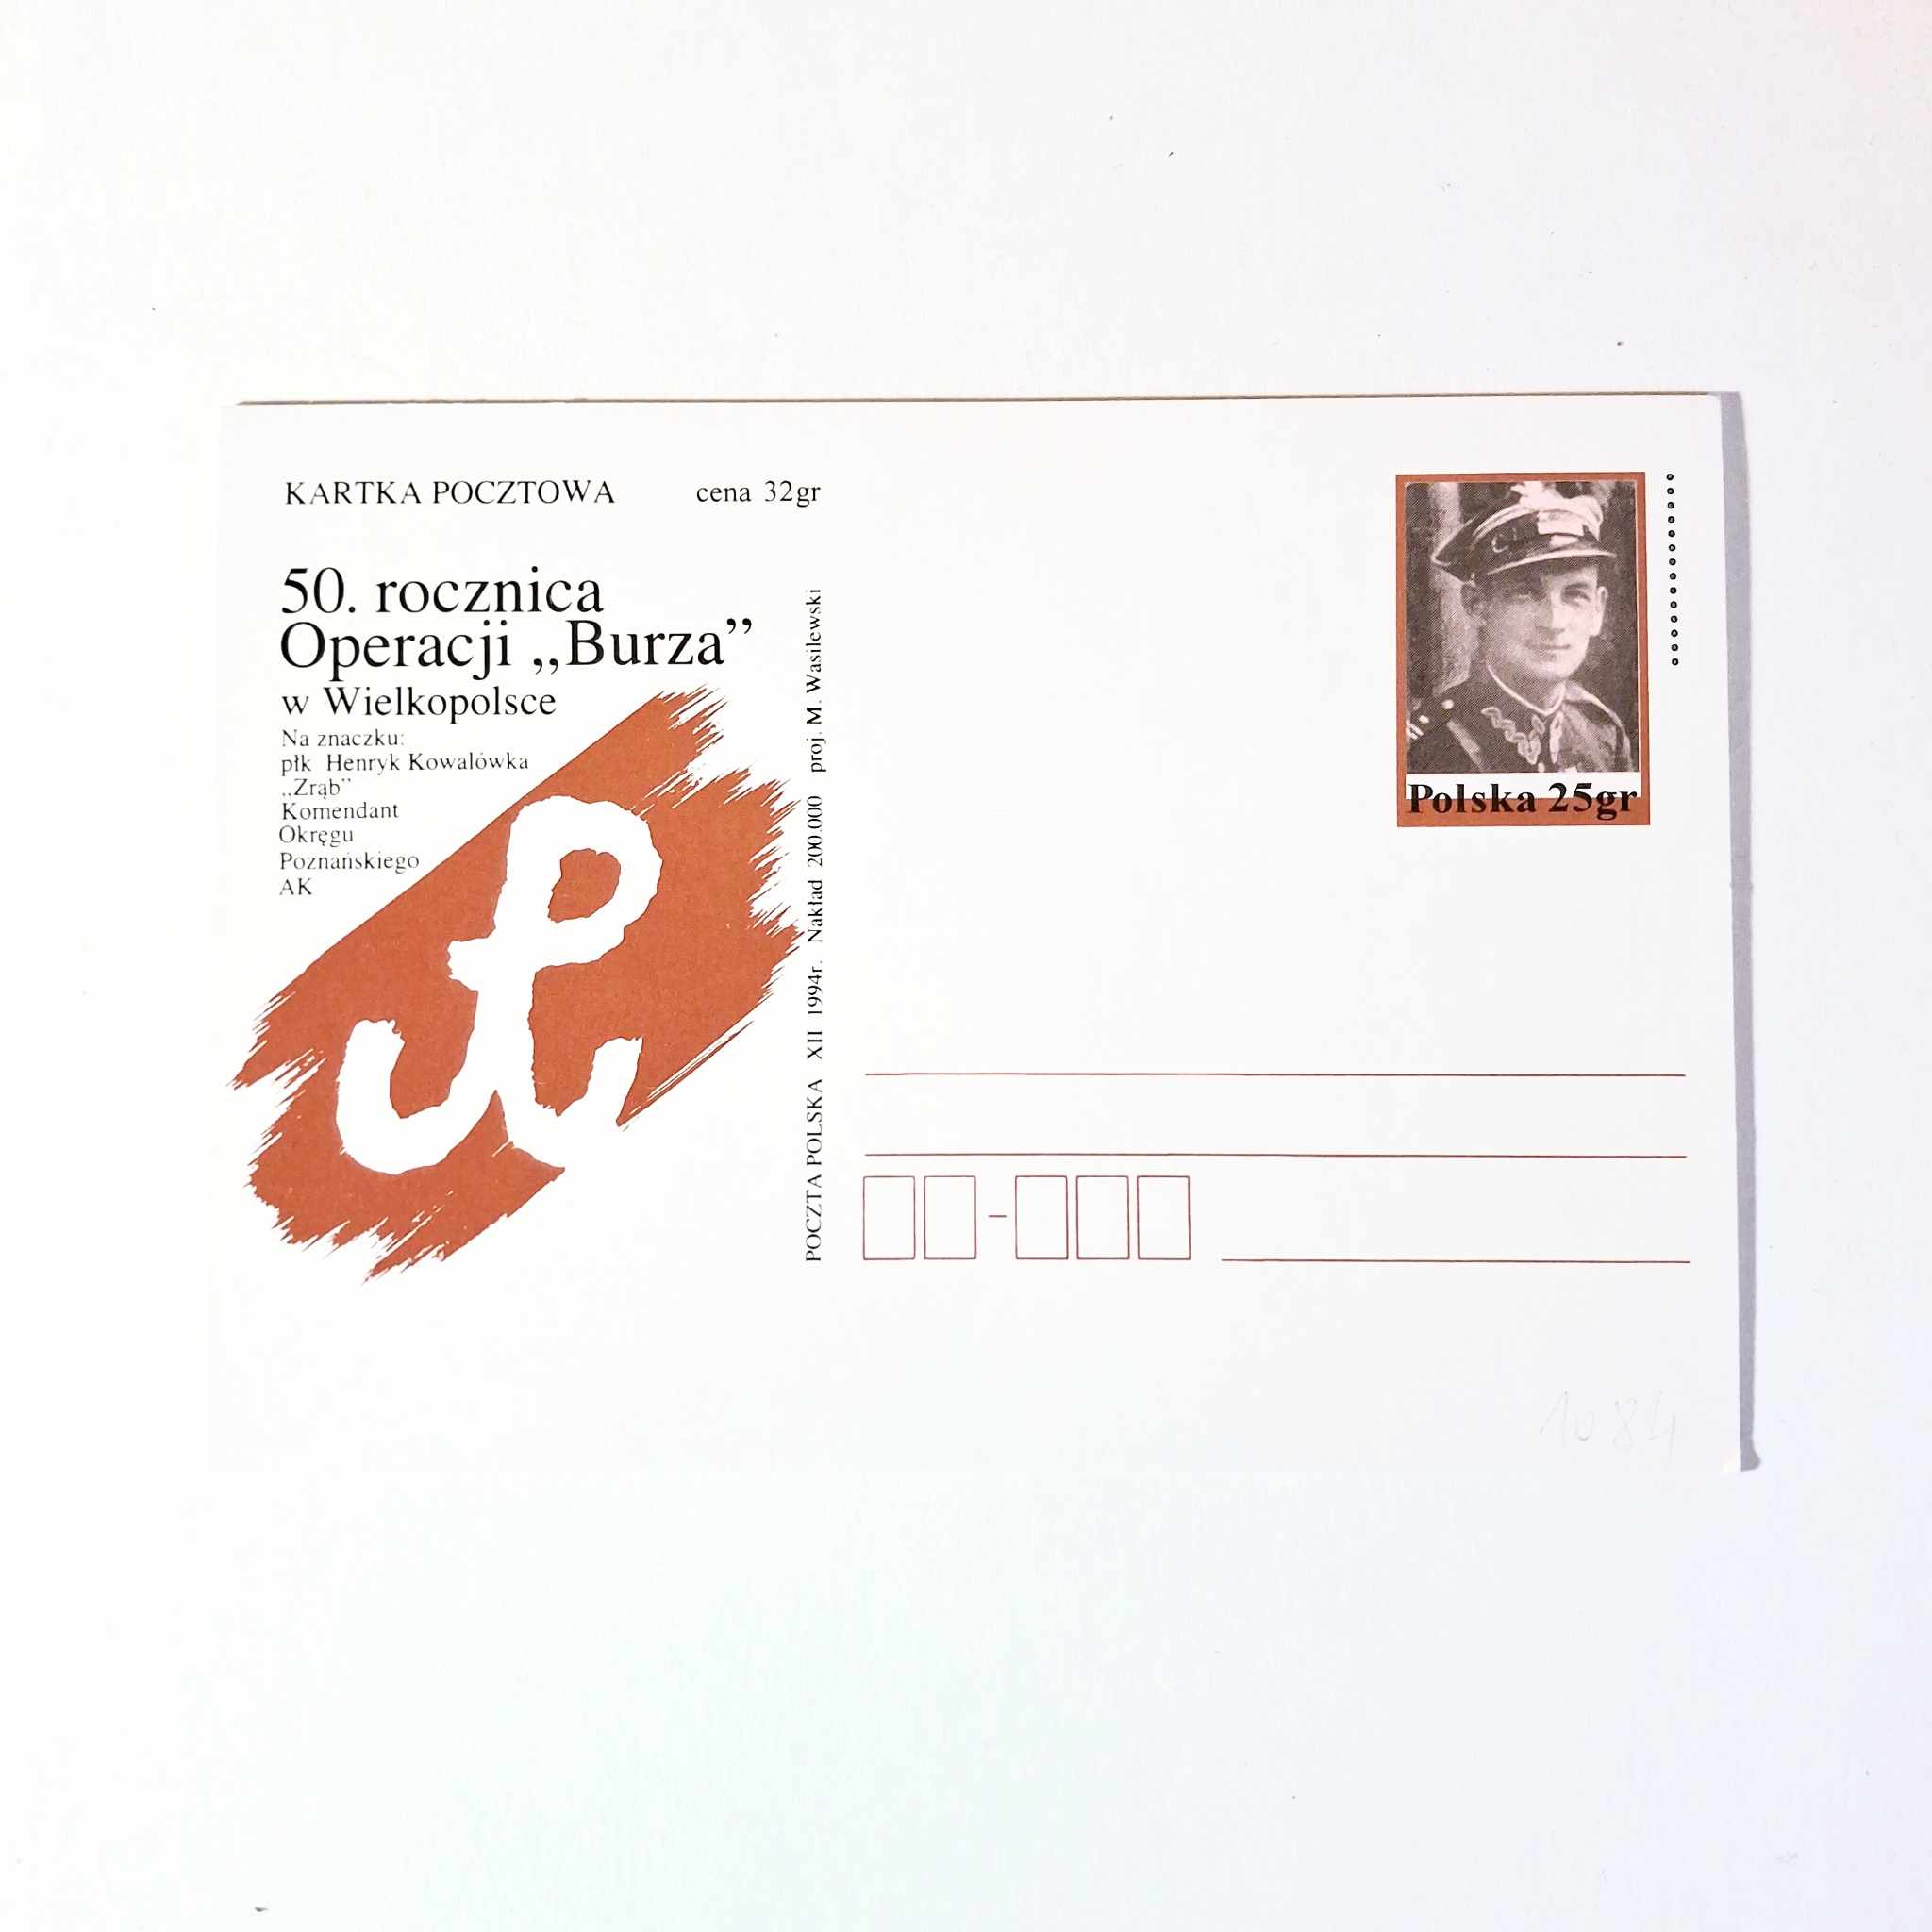 KARTKA POCZTOWA cena 32gr
50. rocznica
Operacji „Burza”
w Wielkopolsce
Na znaczku:
płk Henryk Kowalówka
„Zrąb”
Komendant
Okręgu
Poznańskiego
AK
POCZTA POLSKA XII 1994r. Nakład 200.000 proj. M. Wasilewski
Polska 25gr
1084